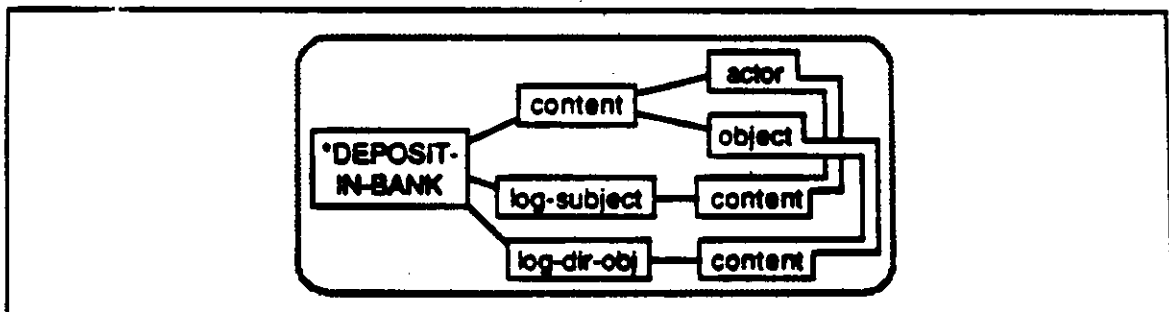 actor
content
object
*DEPOSIT-
IN-BANK
log-subject
content
log-dir-obj
content